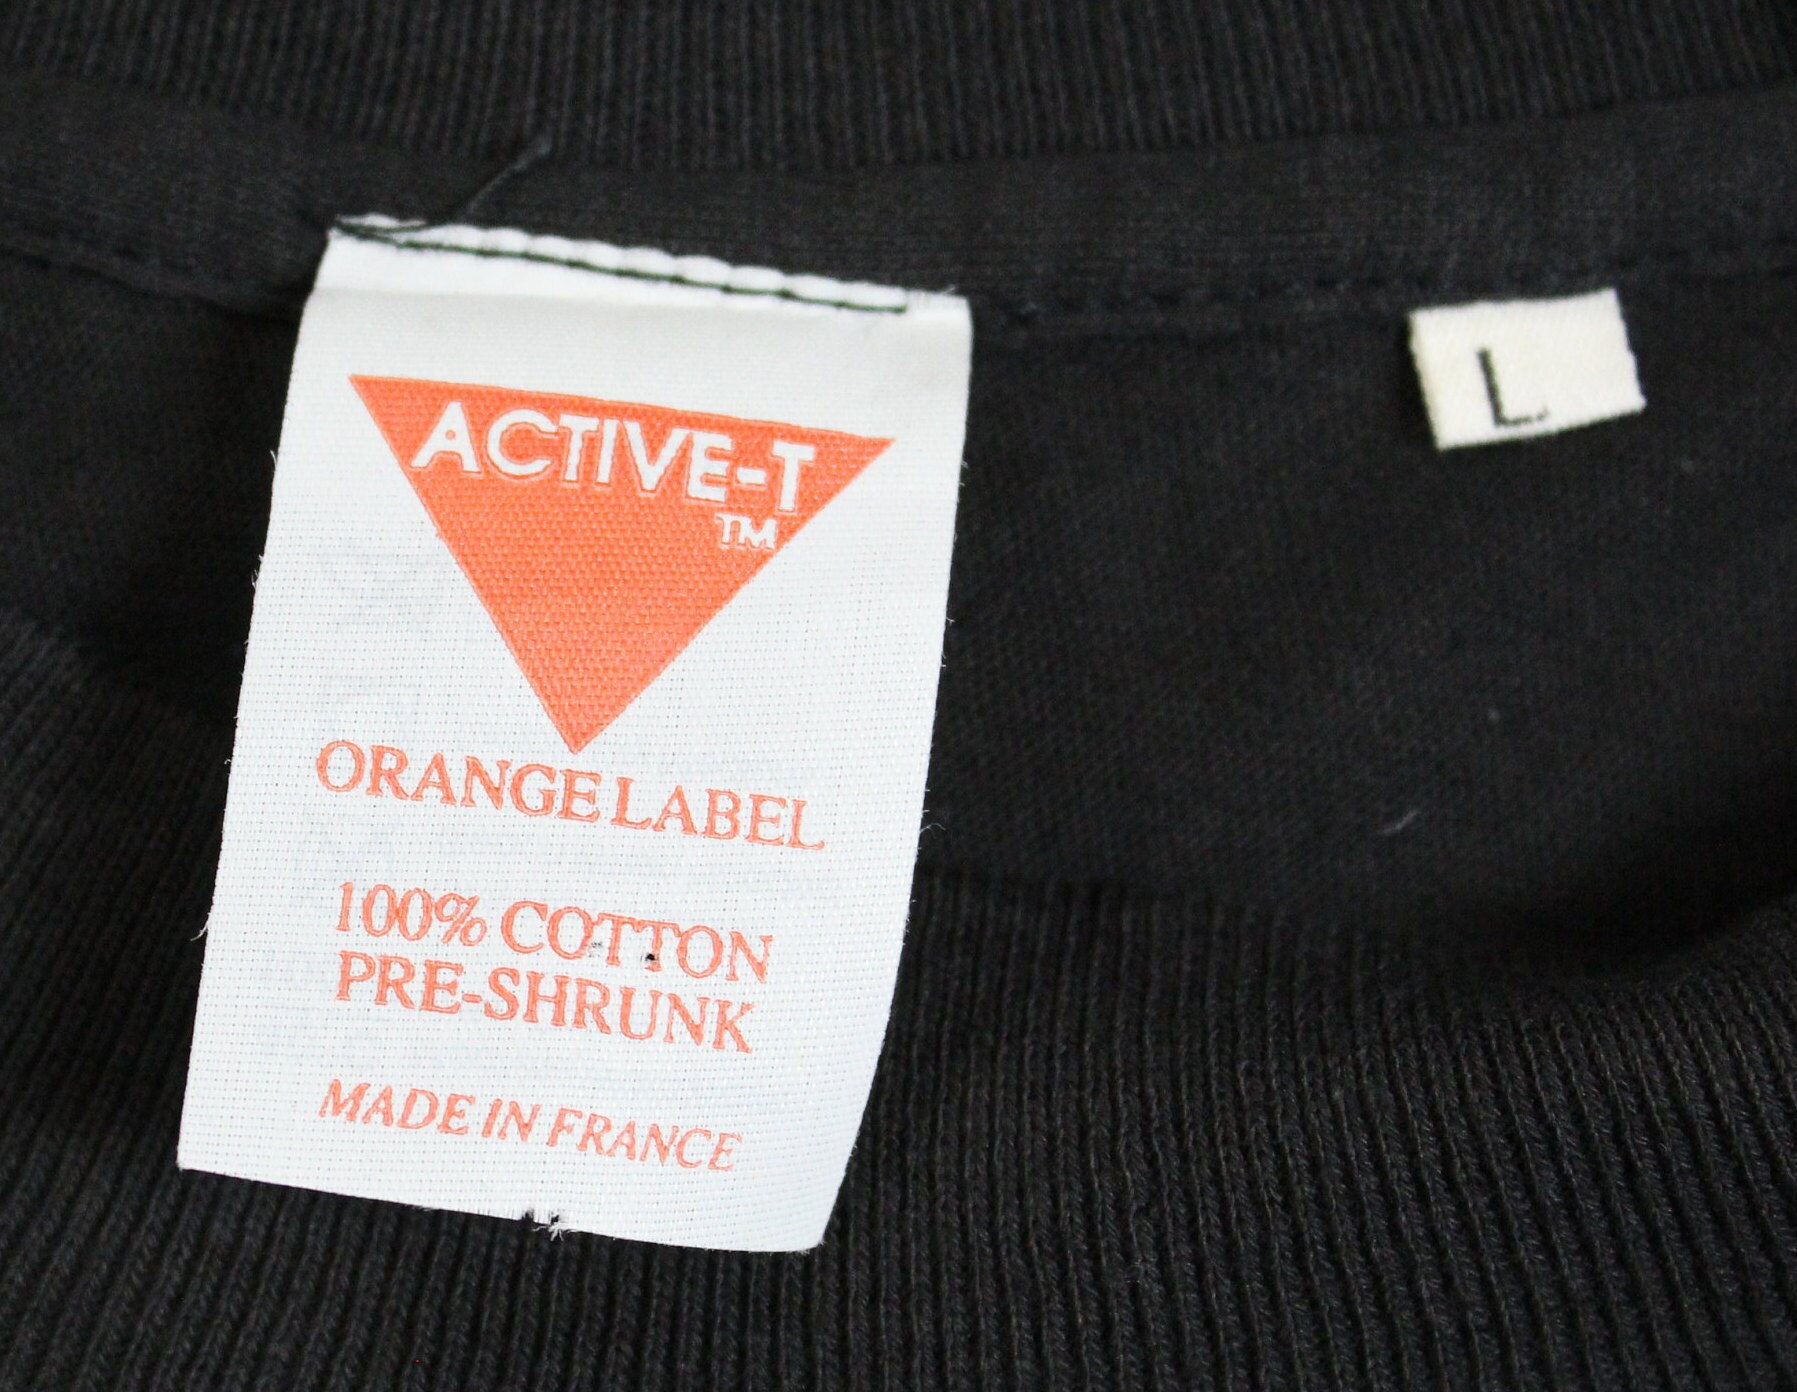 ACTIVE-T
TM
ORANGE LABEL
100% COTTON
PRE-SHRUNK
MADE IN FRANCE
L